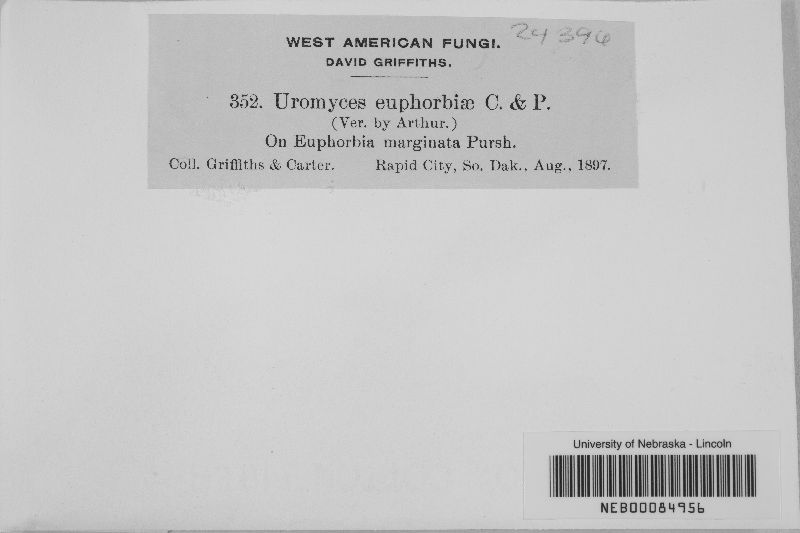 24396
WEST AMERICAN FUNGI.
DAVID GRIFFITHS.
352. Uromyces euphorbiæ C. & P.
(Ver. by Arthur.)
On Euphorbia marginata Pursh.
Coll. Griffiths & Carter. Rapid City, So. Dak., Aug., 1897.
University of Nebraska - Lincoln
NEB00084956